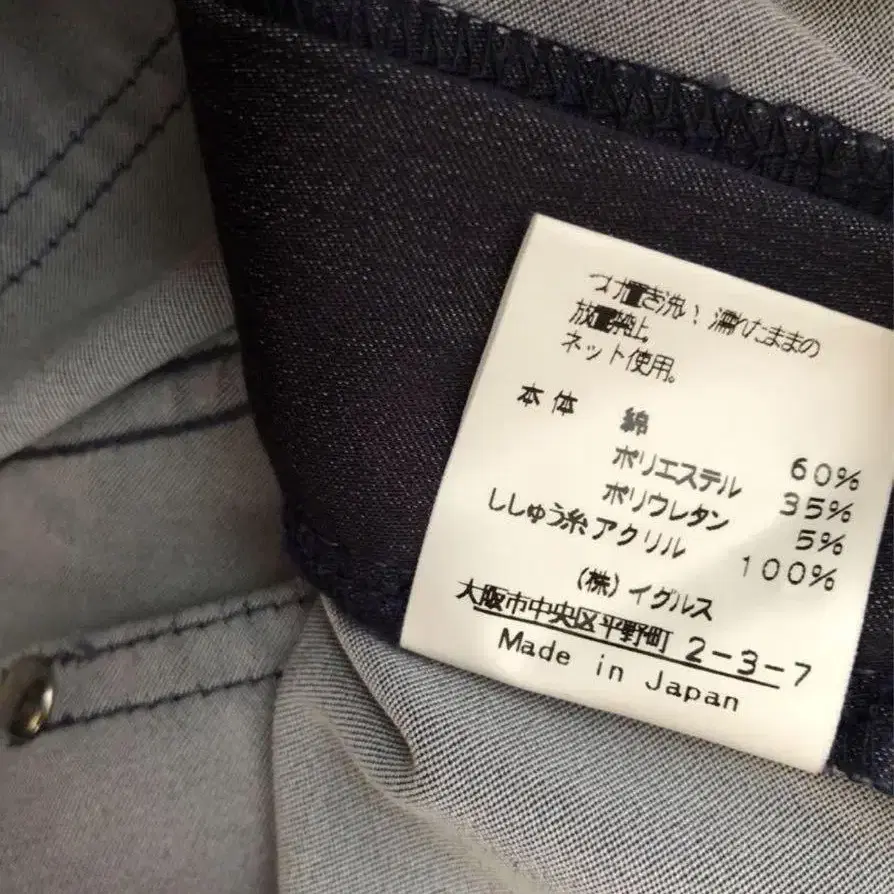 つけ置き洗い、濡れたままの
放置禁止。
ネット使用。
本体 綿 60%
ポリエステル 35%
ポリウレタン 5%
ししゅう糸 アクリル 100%
(株)イグルス
大阪市中央区平野町 2-3-7
Made in Japan